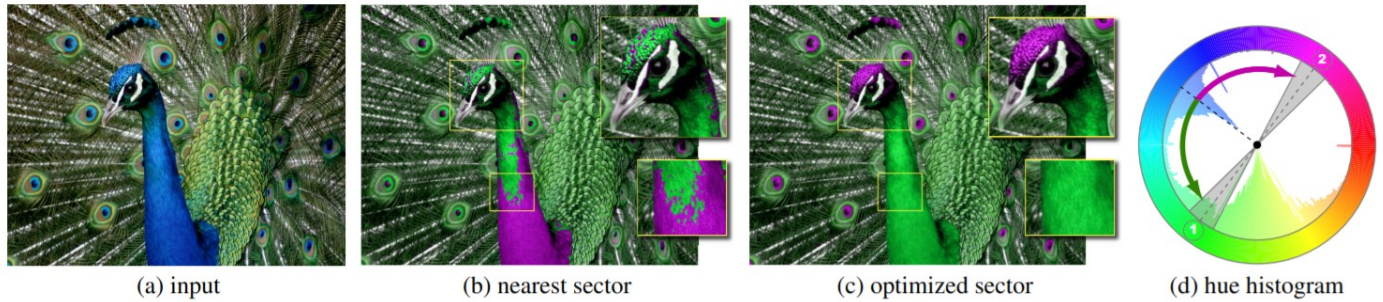 2
1
(a) input
(b) nearest sector
(c) optimized sector
(d) hue histogram